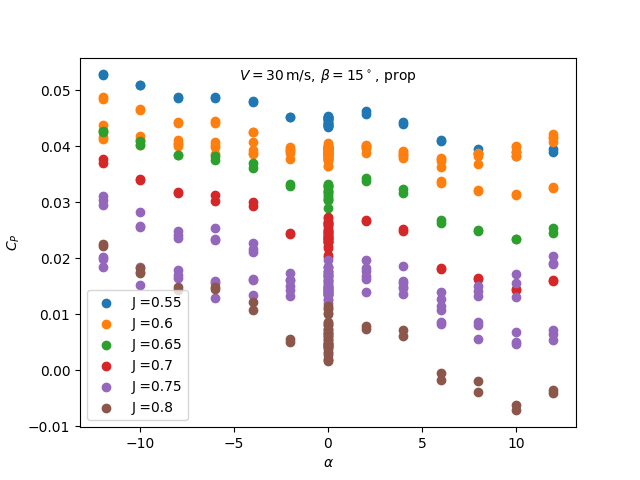 V = 30 m/s, β = 15°, prop
0.05
0.04
0.03
0.02
0.01
0.00
−0.01
C_P
J =0.55
J =0.6
J =0.65
J =0.7
J =0.75
J =0.8
−10
−5
0
5
10
α